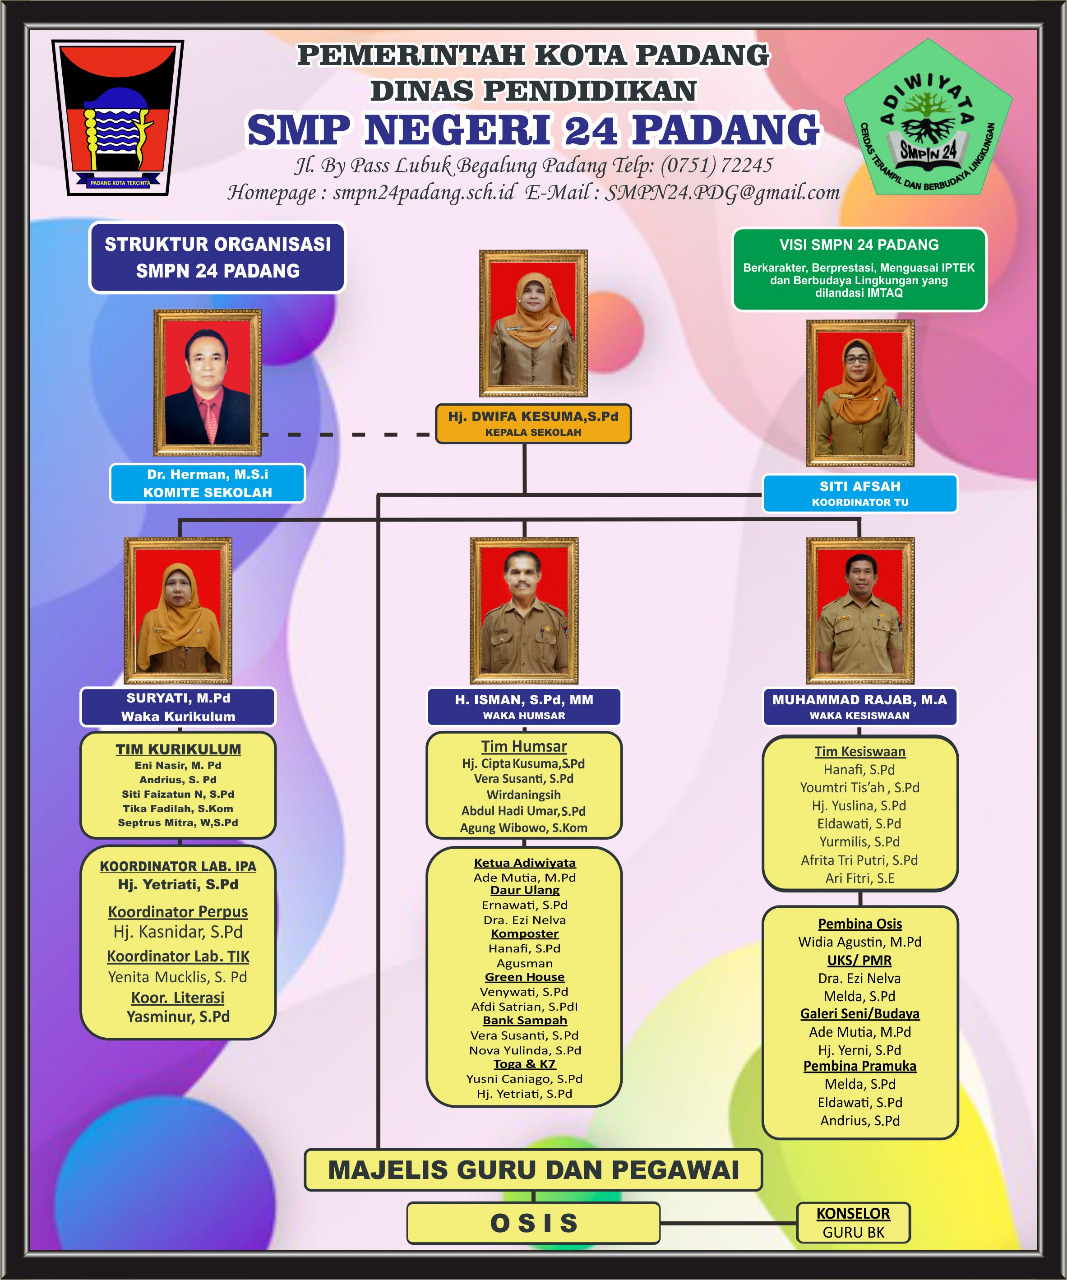 PEMERINTAH KOTA PADANG
DINAS PENDIDIKAN
SMP NEGERI 24 PADANG
Jl. By Pass Lubuk Begalung Padang Telp: (0751) 72245
Homepage : smpn24padang.sch.id E-Mail : SMPN24.PDG@gmail.com
PADANG KOTA TERCINTA
ADIWIYATA
SMPN 24
CERDAS TERAMPIL DAN BERBUDAYA LINGKUNGAN
STRUKTUR ORGANISASI
SMPN 24 PADANG
VISI SMPN 24 PADANG
Berkarakter, Berprestasi, Menguasai IPTEK
dan Berbudaya Lingkungan yang
dilandasi IMTAQ
Hj. DWIFA KESUMA,S.Pd
KEPALA SEKOLAH
Dr. Herman, M.S.i
KOMITE SEKOLAH
SITI AFSAH
KOORDINATOR TU
SURYATI, M.Pd
Waka Kurikulum
H. ISMAN, S.Pd, MM
WAKA HUMSAR
MUHAMMAD RAJAB, M.A
WAKA KESISWAAN
TIM KURIKULUM
Eni Nasir, M. Pd
Andrius, S. Pd
Siti Faizatun N, S.Pd
Tika Fadilah, S.Kom
Septrus Mitra, W,S.Pd
KOORDINATOR LAB. IPA
Hj. Yetriati, S.Pd
Koordinator Perpus
Hj. Kasnidar, S.Pd
Koordinator Lab. TIK
Yenita Mucklis, S. Pd
Koor. Literasi
Yasminur, S.Pd
Tim Humsar
Hj. Cipta Kusuma,S.Pd
Vera Susanti, S.Pd
Wirdaningsih
Abdul Hadi Umar,S.Pd
Agung Wibowo, S.Kom
Ketua Adiwiyata
Ade Mutia, M.Pd
Daur Ulang
Ernawati, S.Pd
Dra. Ezi Nelva
Komposter
Hanafi, S.Pd
Agusman
Green House
Venywati, S.Pd
Afdi Satrian, S.PdI
Bank Sampah
Vera Susanti, S.Pd
Nova Yulinda, S.Pd
Toga & K7
Yusni Caniago, S.Pd
Hj. Yetriati, S.Pd
Tim Kesiswaan
Hanafi, S.Pd
Youmtri Tis'ah , S.Pd
Hj. Yuslina, S.Pd
Eldawati, S.Pd
Yurmilis, S.Pd
Afrita Tri Putri, S.Pd
Ari Fitri, S.E
Pembina Osis
Widia Agustin, M.Pd
UKS/ PMR
Dra. Ezi Nelva
Melda, S.Pd
Galeri Seni/Budaya
Ade Mutia, M.Pd
Hj. Yerni, S.Pd
Pembina Pramuka
Melda, S.Pd
Eldawati, S.Pd
Andrius, S.Pd
MAJELIS GURU DAN PEGAWAI
O S I S
KONSELOR
GURU BK